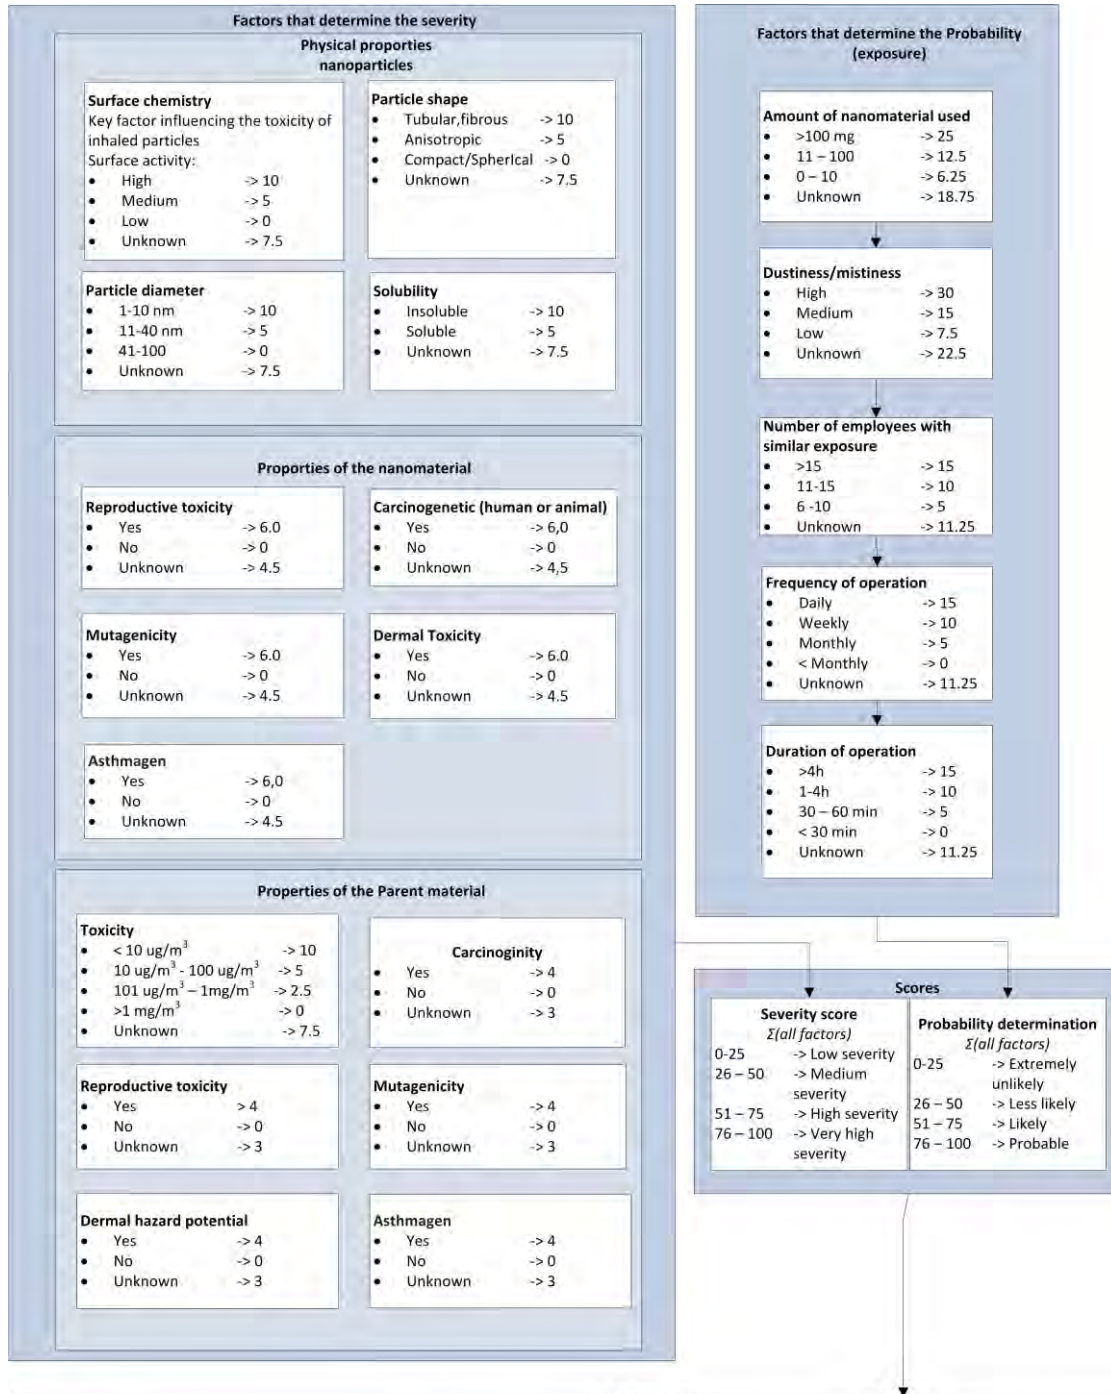 Factors that determine the severity
Physical proporties
nanoparticles
Surface chemistry
Key factor influencing the toxicity of
inhaled particles
Surface activity:
• High -> 10
• Medium -> 5
• Low -> 0
• Unknown -> 7.5
Particle shape
• Tubular,fibrous -> 10
• Anisotropic -> 5
• Compact/Spherical -> 0
• Unknown -> 7.5
Particle diameter
• 1-10 nm -> 10
• 11-40 nm -> 5
• 41-100 -> 0
• Unknown -> 7.5
Solubility
• Insoluble -> 10
• Soluble -> 5
• Unknown -> 7.5
Proporties of the nanomaterial
Reproductive toxicity
• Yes -> 6.0
• No -> 0
• Unknown -> 4.5
Carcinogenetic (human or animal)
• Yes -> 6,0
• No -> 0
• Unknown -> 4,5
Mutagenicity
• Yes -> 6.0
• No -> 0
• Unknown -> 4.5
Dermal Toxicity
• Yes -> 6.0
• No -> 0
• Unknown -> 4.5
Asthmagen
• Yes -> 6,0
• No -> 0
• Unknown -> 4.5
Properties of the Parent material
Toxicity
• < 10 ug/m³ -> 10
• 10 ug/m³ - 100 ug/m³ -> 5
• 101 ug/m³ – 1mg/m³ -> 2.5
• >1 mg/m³ -> 0
• Unknown -> 7.5
Carcinoginity
• Yes -> 4
• No -> 0
• Unknown -> 3
Reproductive toxicity
• Yes > 4
• No -> 0
• Unknown -> 3
Mutagenicity
• Yes -> 4
• No -> 0
• Unknown -> 3
Dermal hazard potential
• Yes -> 4
• No -> 0
• Unknown -> 3
Asthmagen
• Yes -> 4
• No -> 0
• Unknown -> 3
Factors that determine the Probability
(exposure)
Amount of nanomaterial used
• >100 mg -> 25
• 11 – 100 -> 12.5
• 0 – 10 -> 6.25
• Unknown -> 18.75
Dustiness/mistiness
• High -> 30
• Medium -> 15
• Low -> 7.5
• Unknown -> 22.5
Number of employees with
similar exposure
• >15 -> 15
• 11-15 -> 10
• 6 -10 -> 5
• Unknown -> 11.25
Frequency of operation
• Daily -> 15
• Weekly -> 10
• Monthly -> 5
• < Monthly -> 0
• Unknown -> 11.25
Duration of operation
• >4h -> 15
• 1-4h -> 10
• 30 – 60 min -> 5
• < 30 min -> 0
• Unknown -> 11.25
Scores
Severity score
Σ(all factors)
0-25 -> Low severity
26 – 50 -> Medium
severity
51 – 75 -> High severity
76 – 100 -> Very high
severity
Probability determination
Σ(all factors)
0-25 -> Extremely
unlikely
26 – 50 -> Less likely
51 – 75 -> Likely
76 – 100 -> Probable